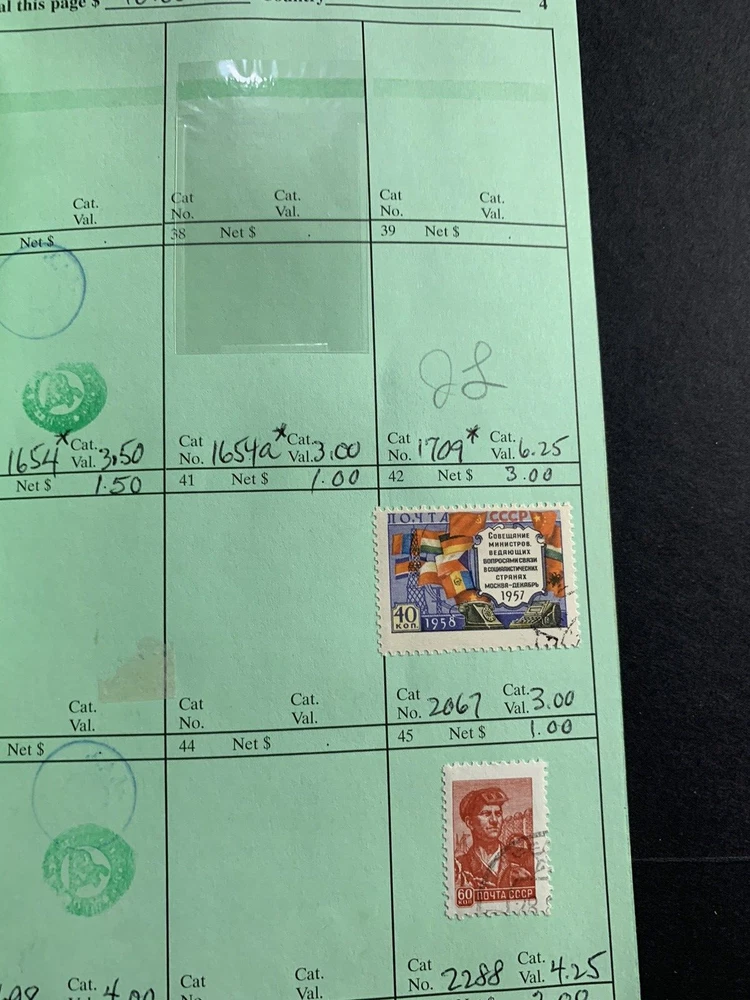 al this page $
4
Cat.
Val.
Cat
No.
Cat.
Val.
Cat
No.
Cat.
Val.
Net $ .
38 Net $ .
39 Net $ .
JL
1654* Cat.
Val. 3.50
Cat
No. 1654a* Cat.
Val. 3.00
Cat
No. 1709* Cat.
Val. 6.25
Net $ 1.50
41 Net $ 1.00
42 Net $ 3.00
ПОЧТА СССР
СОВЕЩАНИЕ
МИНИСТРОВ,
ВЕДАЮЩИХ
ВОПРОСАМИ СВЯЗИ
В СОЦИАЛИСТИЧЕСКИХ
СТРАНАХ
МОСКВА-ДЕКАБРЬ
1957
40
КОП.
1958
Cat.
Val.
Cat
No.
Cat.
Val.
Cat
No. 2067 Cat.
Val. 3.00
Net $
44 Net $ .
45 Net $ 1.00
60
КОП
ПОЧТА СССР
Cat.
Val. 4.00
Cat
No.
Cat.
Val.
Cat
No. 2288 Cat.
Val. 4.25